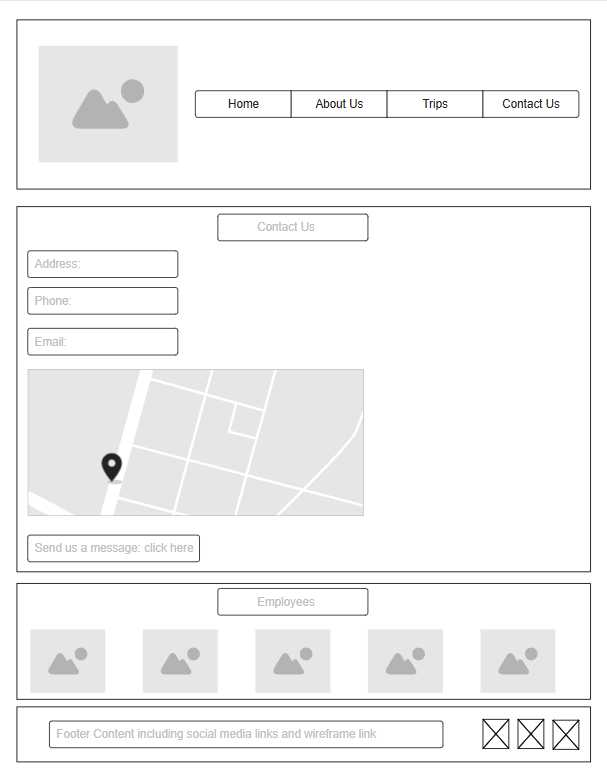 Home
About Us
Trips
Contact Us
Contact Us
Address:
Phone:
Email:
Send us a message: click here
Employees
Footer Content including social media links and wireframe link